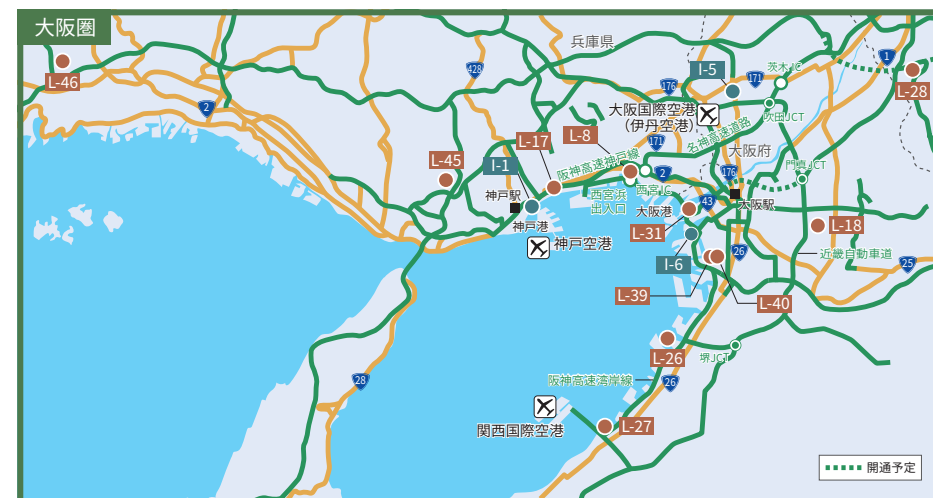 大阪圏
兵庫県
茨木JC
1
I-5
171
428
176
L-46
2
大阪国際空港
（伊丹空港）
L-28
吹田JCT
名神高速道路
L-17
L-8
171
大阪府
L-45
I-1
阪神高速神戸線
門真JCT
2
176
神戸駅
西宮浜
出入口
西宮JC
43
大阪駅
大阪港
神戸港
L-31
L-18
神戸空港
26
近畿自動車道
25
I-6
L-39
L-40
L-26
堺JCT
28
阪神高速湾岸線
26
関西国際空港
L-27
開通予定